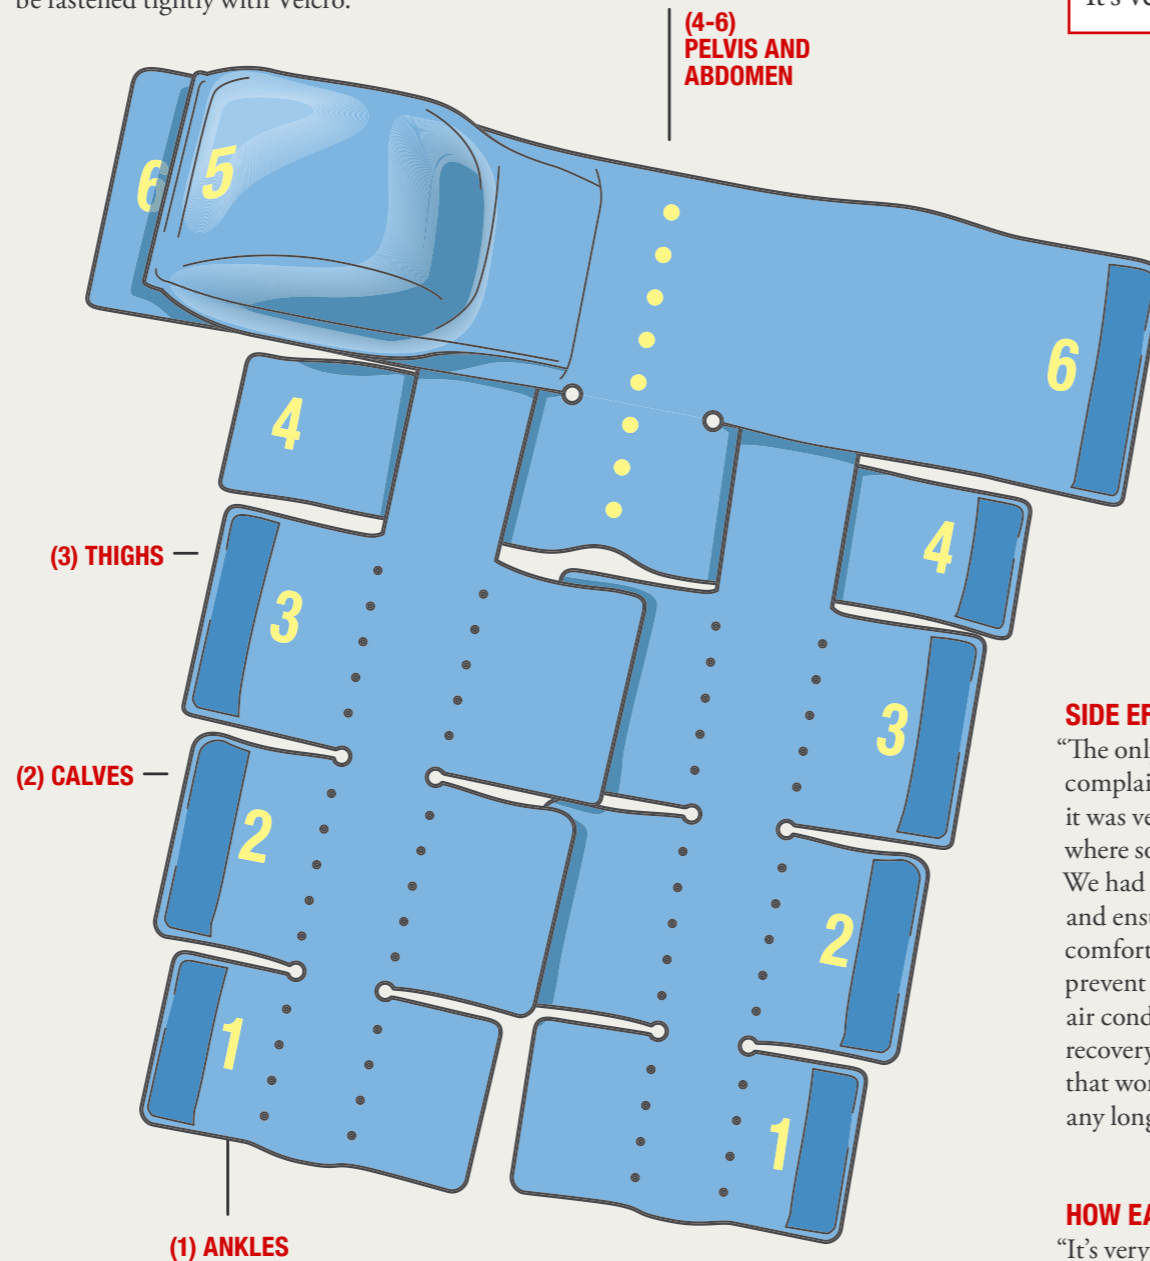 be fastened tightly with Velcro.
(4-6)
PELVIS AND
ABDOMEN
6
5
6
4
4
(3) THIGHS
3
3
(2) CALVES
2
2
1
1
(1) ANKLES
"It's ve
SIDE EF
“The onl
complai
it was ve
where so
We had
and ensu
comfort
prevent
air cond
recovery
that wor
any long
HOW EA
“It’s very